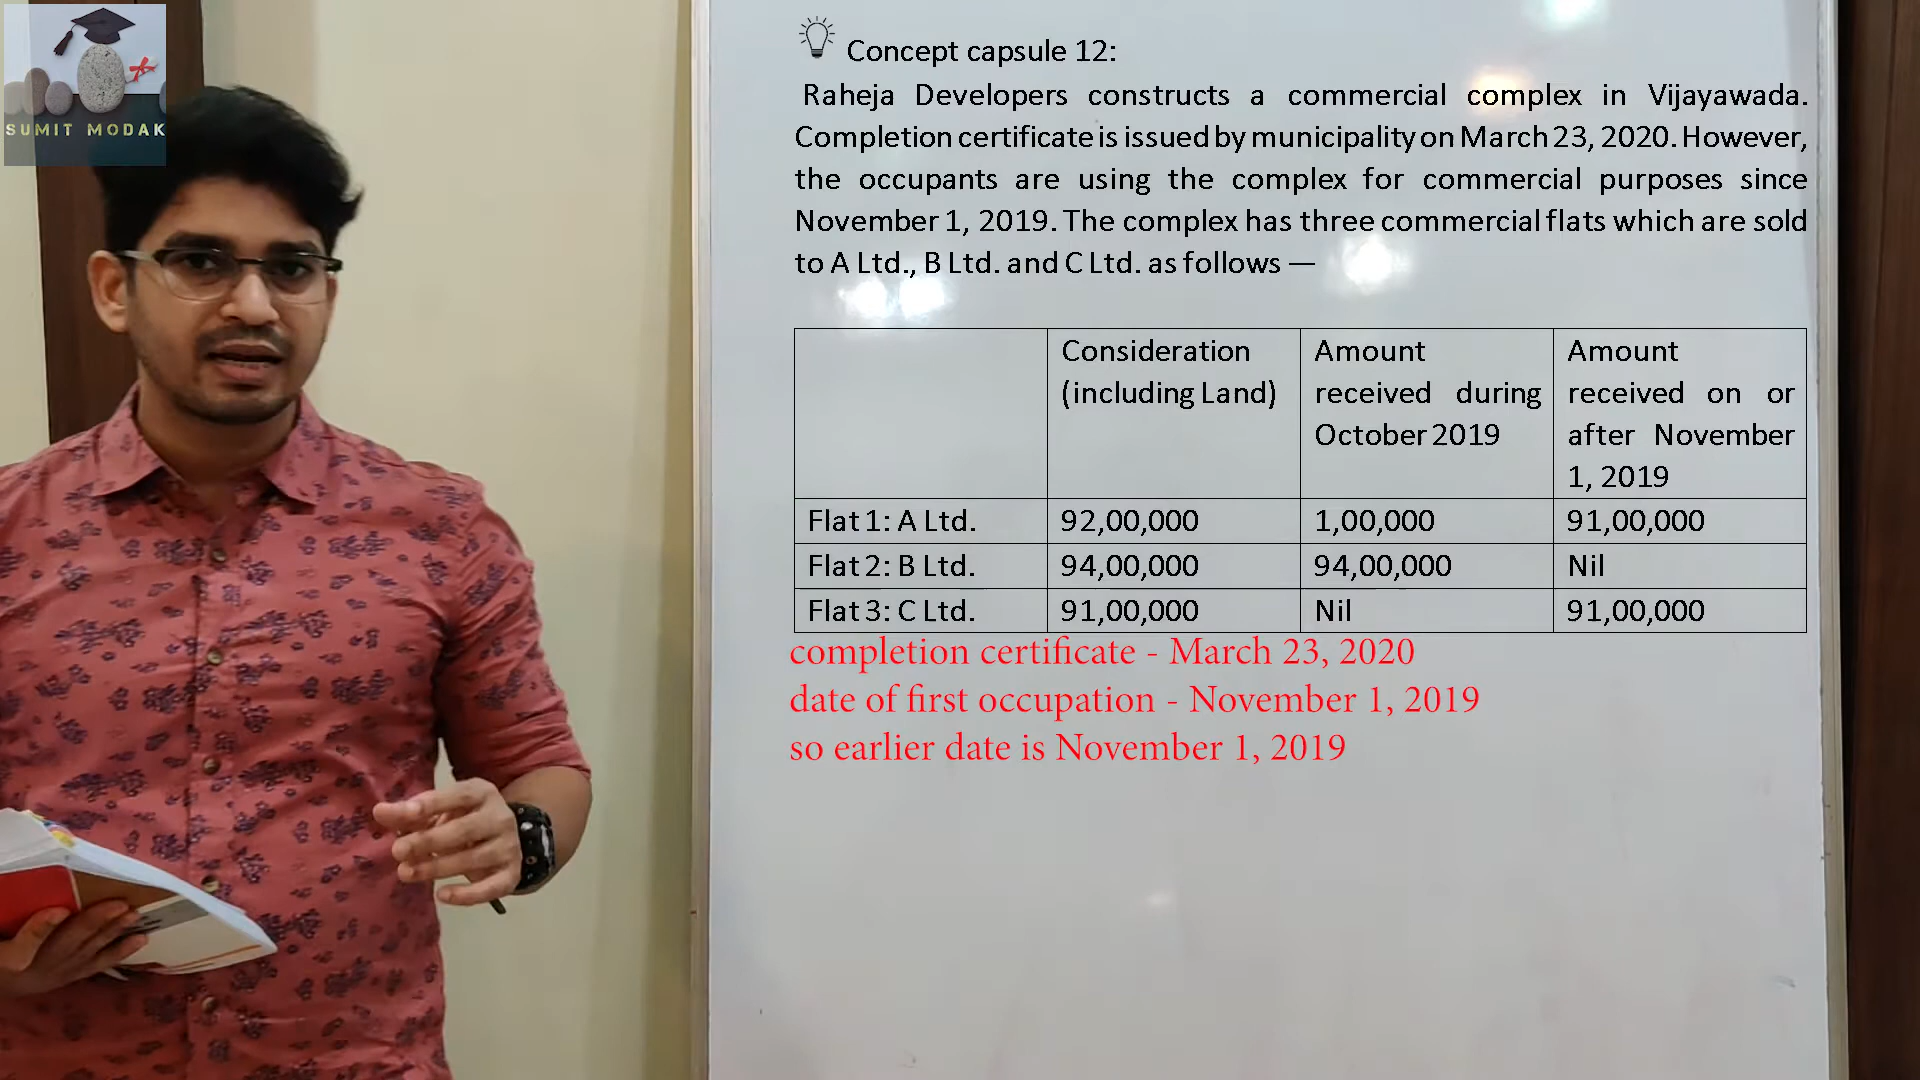 SUMIT MODAK
Concept capsule 12:
Raheja Developers constructs a commercial complex in Vijayawada.
Completion certificate is issued by municipality on March 23, 2020. However,
the occupants are using the complex for commercial purposes since
November 1, 2019. The complex has three commercial flats which are sold
to A Ltd., B Ltd. and C Ltd. as follows —
Consideration (including Land) Amount received during October 2019 Amount received on or after November 1, 2019
Flat 1: A Ltd. 92,00,000 1,00,000 91,00,000
Flat 2: B Ltd. 94,00,000 94,00,000 Nil
Flat 3: C Ltd. 91,00,000 Nil 91,00,000
completion certificate - March 23, 2020
date of first occupation - November 1, 2019
so earlier date is November 1, 2019